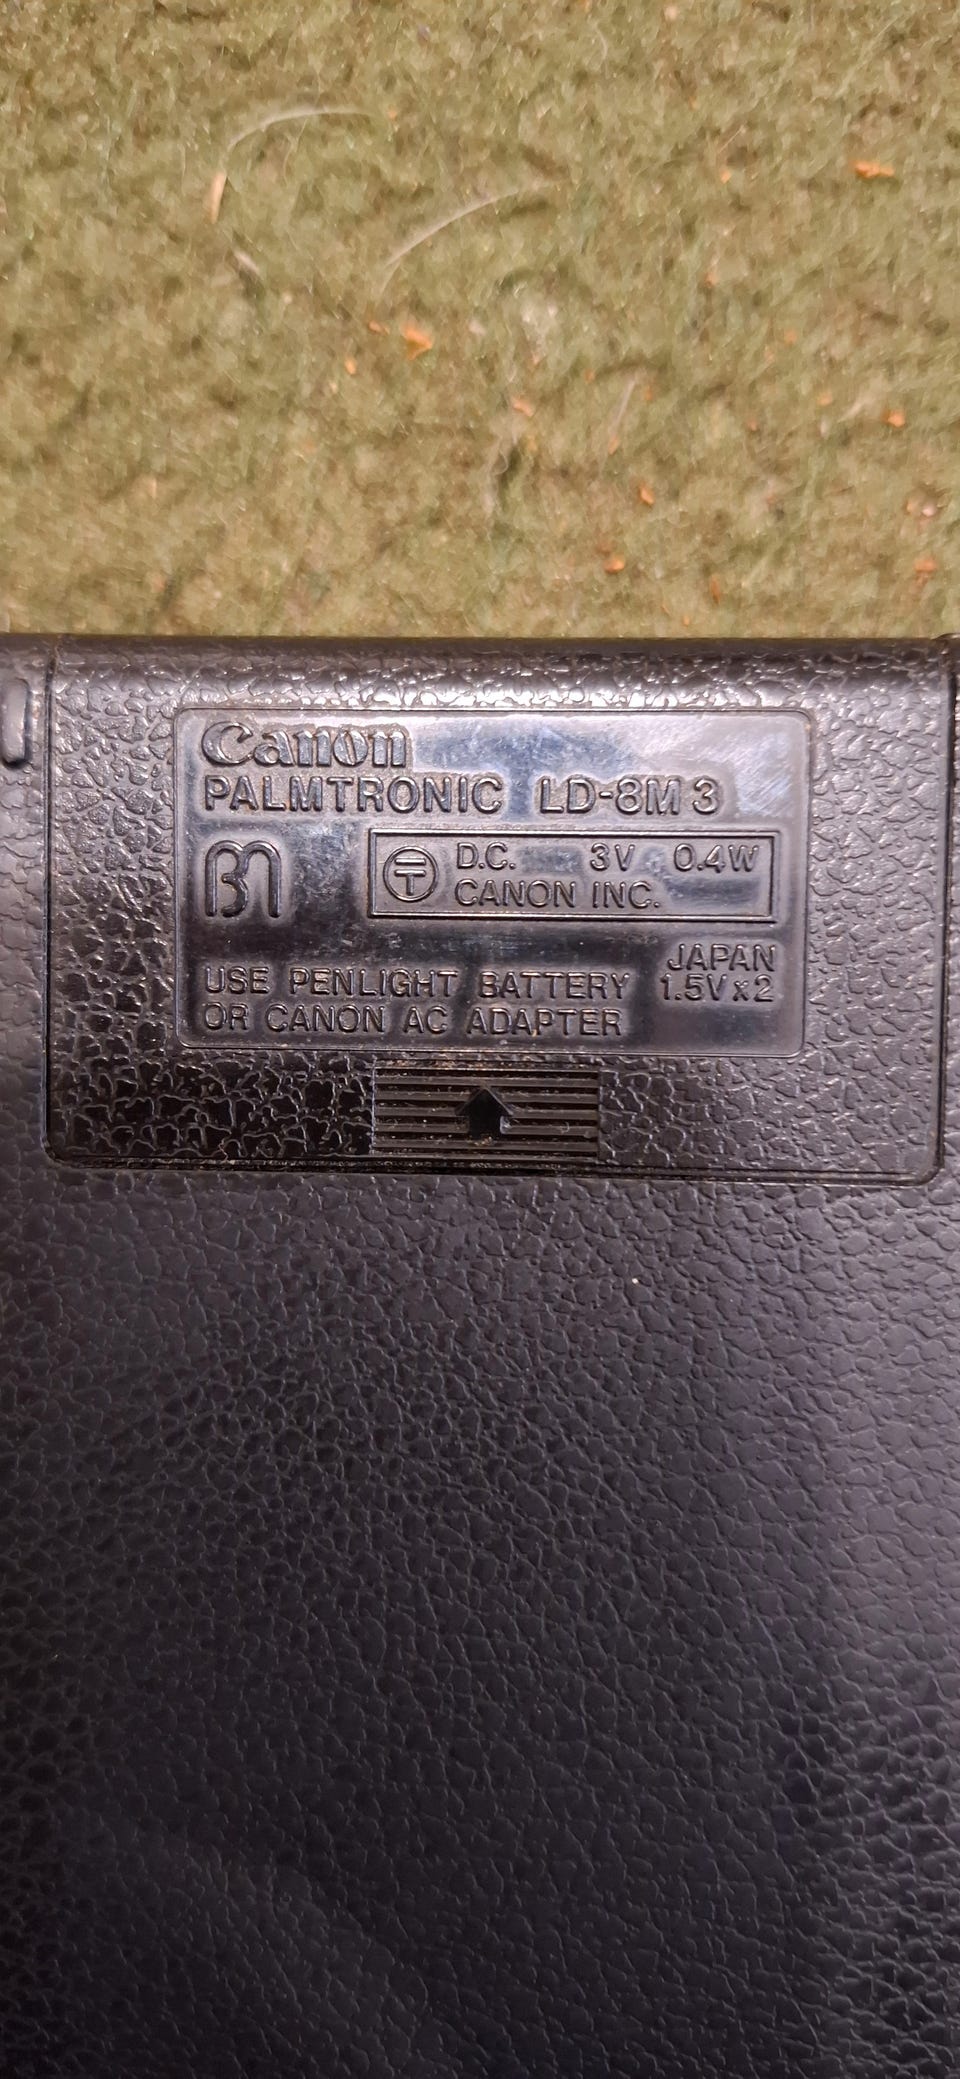 Canon
PALMTRONIC LD-8M 3
D.C. 3V 0.4W
CANON INC.
JAPAN
USE PENLIGHT BATTERY 1.5V x 2
OR CANON AC ADAPTER